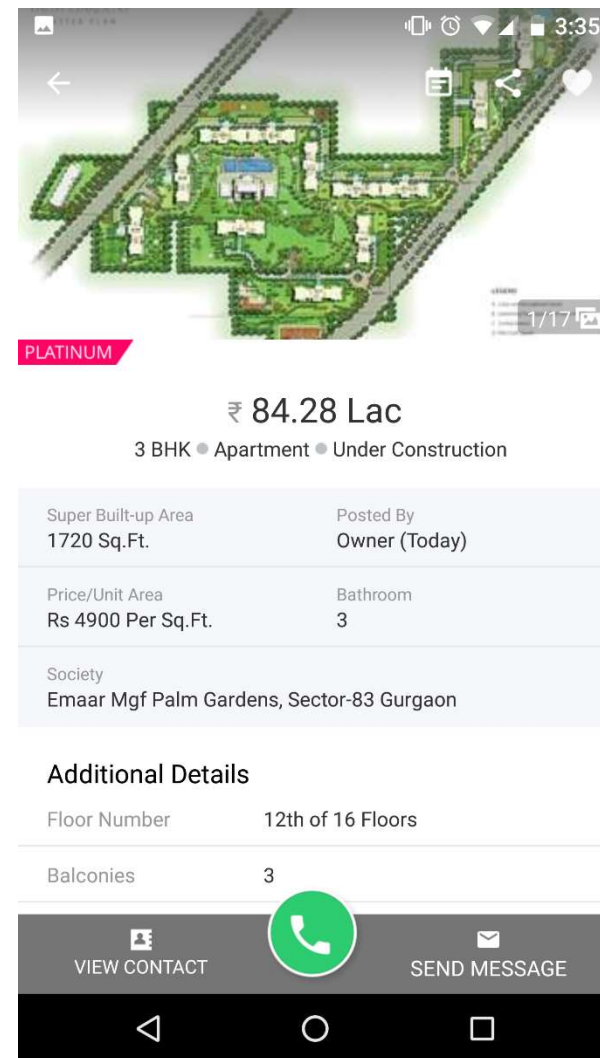 3:35
LEGEND
1/17
PLATINUM
₹ 84.28 Lac
3 BHK Apartment Under Construction
Super Built-up Area Posted By
1720 Sq.Ft. Owner (Today)
Price/Unit Area Bathroom
Rs 4900 Per Sq.Ft. 3
Society
Emaar Mgf Palm Gardens, Sector-83 Gurgaon
Additional Details
Floor Number 12th of 16 Floors
Balconies 3
VIEW CONTACT SEND MESSAGE